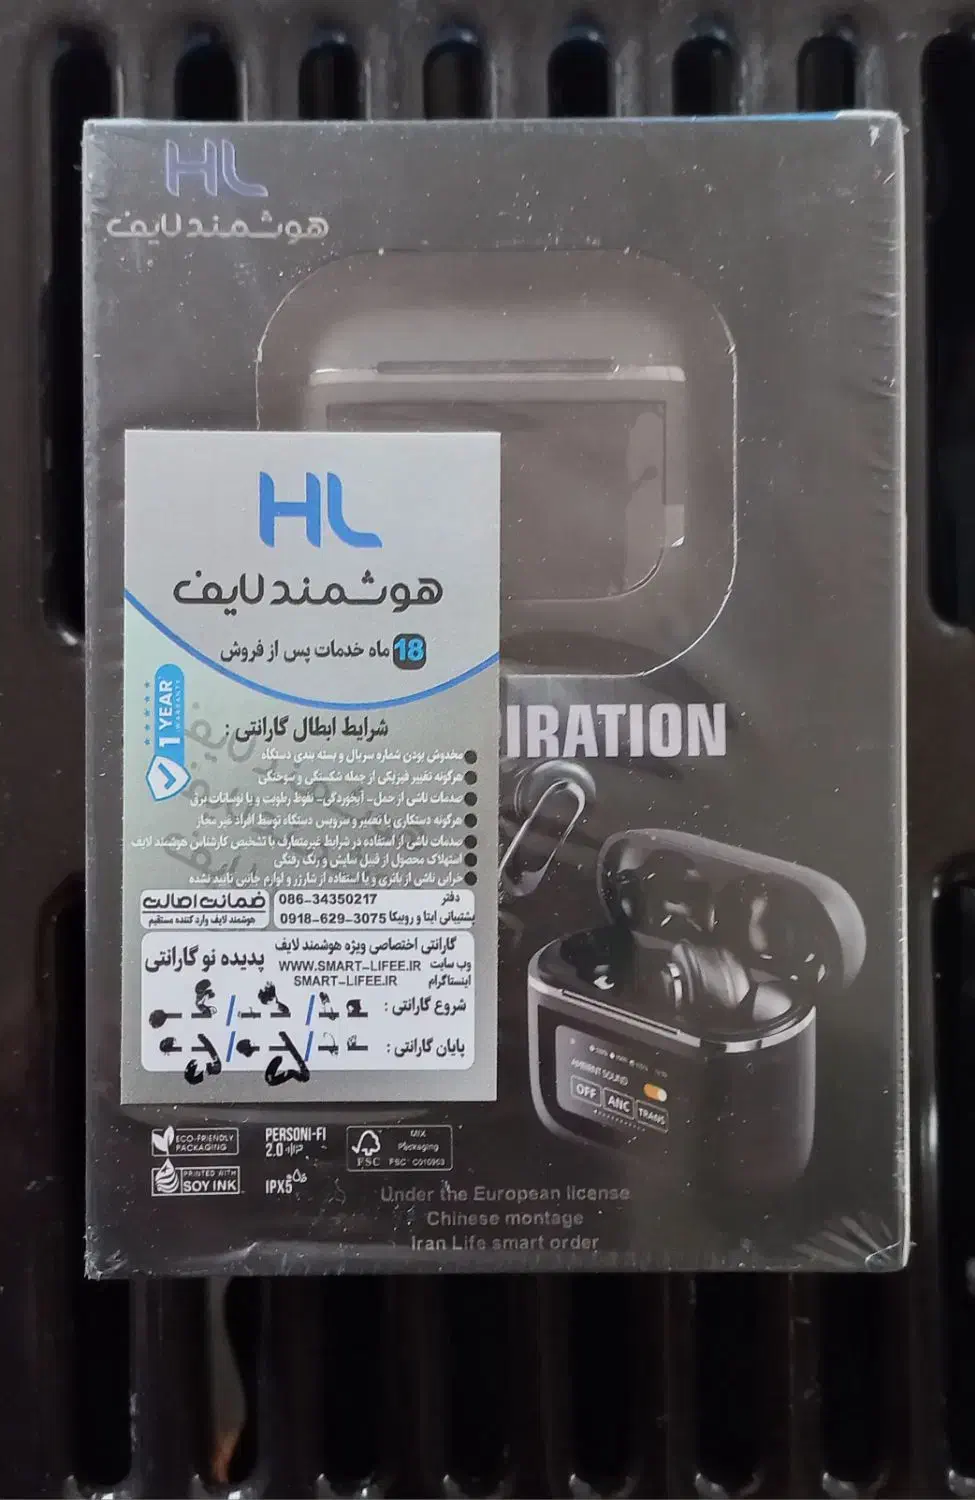 HL
هوشمند لایف
HL
هوشمند لایف
18 ماه خدمات پس از فروش
1 YEAR
WARRANTY
شرایط ابطال گارانتی :
مخدوش بودن شماره سریال و بسته بندی دستگاه
هرگونه تغییر فیزیکی از جمله شکستگی و سوختگی
صدمات ناشی از حمل- آبخوردگی- نفوذ رطوبت و یا نوسانات برق
هرگونه دستکاری یا تعمیر و سرویس دستگاه توسط افراد غیر مجاز
صدمات ناشی از استفاده در شرایط غیرمتعارف با تشخیص کارشناس هوشمند لایف
استهلاک محصول از قبیل سایش و رنگ رفتگی
خرابی ناشی از باتری و یا استفاده از شارژر و لوازم جانبی تایید نشده
ضمانت اصالت
هوشمند لایف وارد کننده مستقیم
دفتر 086-34350217
پشتیبانی ایتا و روبیکا 0918-629-3075
گارانتی اختصاصی ویژه هوشمند لایف
پدیده نو گارانتی
وب سایت WWW.SMART-LIFEE.IR
اینستاگرام SMART-LIFEE.IR
شروع گارانتی : / /
پایان گارانتی : / /
IRATION
AMBIENT SOUND
OFF ANC TRANS
ECO-FRIENDLY
PACKAGING
PRINTED WITH
SOY INK
PERSONI-FI
2.0
IPX5
FSC
MIX
Packaging
FSC® C010953
Under the European license
Chinese montage
Iran Life smart order